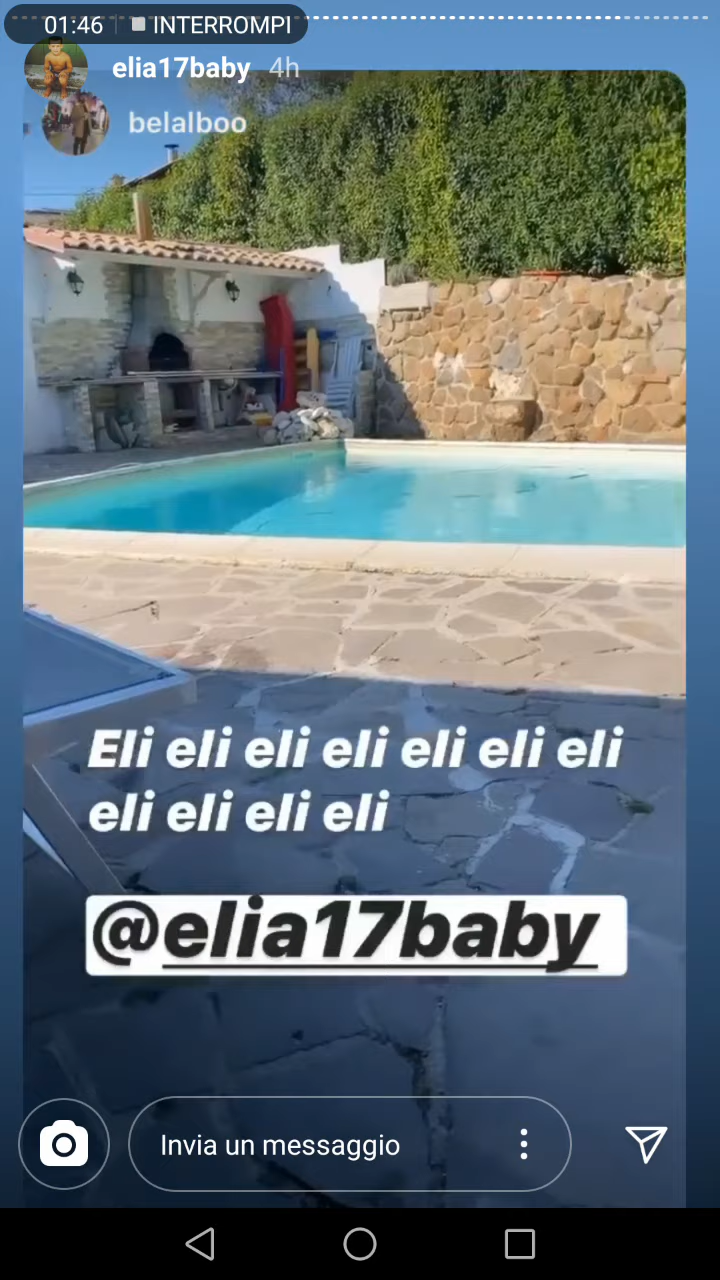 01:46 INTERROMPI
elia17baby 4h
belalboo
Eli eli eli eli eli eli eli
eli eli eli eli
@elia17baby
Invia un messaggio